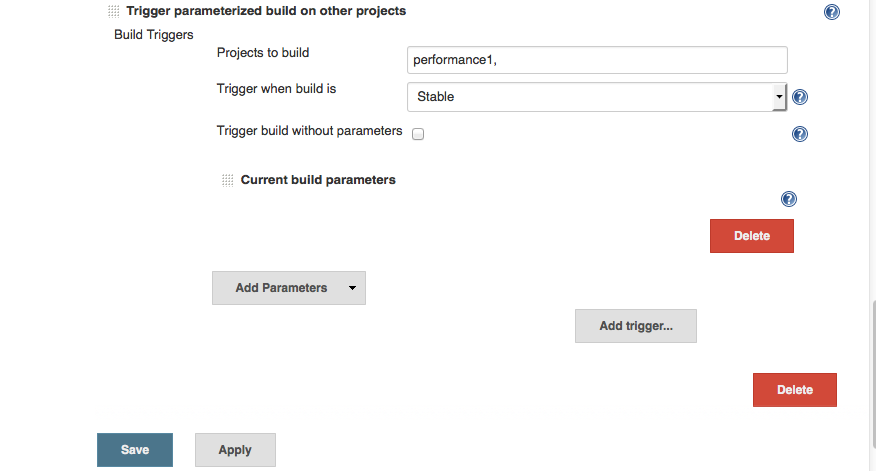 Trigger parameterized build on other projects
?
Build Triggers
Projects to build
performance1,
Trigger when build is
Stable
?
Trigger build without parameters
?
Current build parameters
?
Delete
Add Parameters
Add trigger...
Delete
Save
Apply